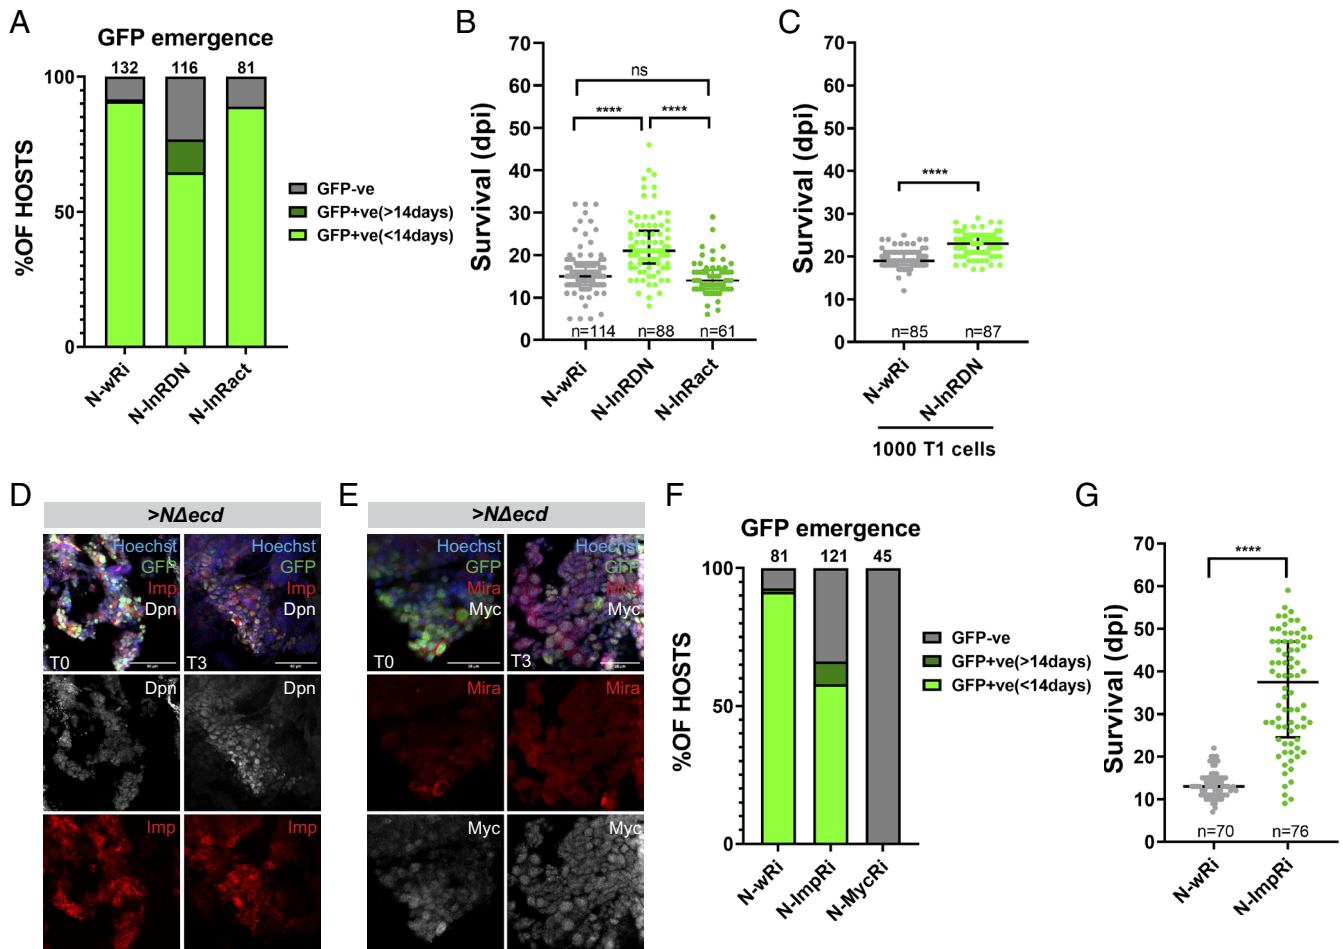 A
GFP emergence
132 116 81
100
50
0
%OF HOSTS
N-wRi
N-InRDN
N-InRact
GFP-ve
GFP+ve(>14days)
GFP+ve(<14days)
B
70
60
50
40
30
20
10
0
Survival (dpi)
ns
**** ****
n=114 n=88 n=61
N-wRi
N-InRDN
N-InRact
C
70
60
50
40
30
20
10
0
Survival (dpi)
****
n=85 n=87
N-wRi
N-InRDN
1000 T1 cells
D
>NΔecd
Hoechst
GFP
Imp
Dpn
T0
Hoechst
GFP
Imp
Dpn
T3
Dpn
Dpn
Imp
Imp
E
>NΔecd
Hoechst
GFP
Mira
Myc
T0
Hoechst
GFP
Mira
Myc
T3
Mira
Mira
Myc
Myc
F
GFP emergence
81 121 45
100
50
0
%OF HOSTS
N-wRi
N-ImpRi
N-MycRi
GFP-ve
GFP+ve(>14days)
GFP+ve(<14days)
G
70
60
50
40
30
20
10
0
Survival (dpi)
****
n=70 n=76
N-wRi
N-ImpRi